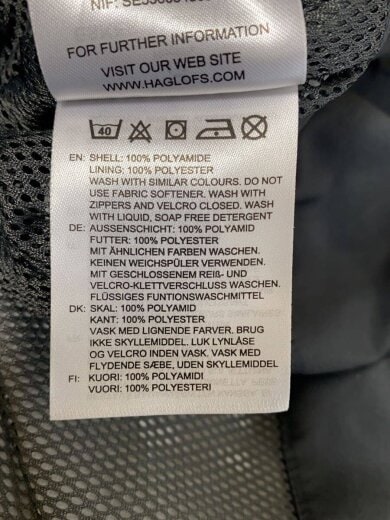 NIF:
FOR FURTHER INFORMATION
VISIT OUR WEB SITE
WWW.HAGLOFS.COM
40
EN: SHELL: 100% POLYAMIDE
LINING: 100% POLYESTER
WASH WITH SIMILAR COLOURS. DO NOT
USE FABRIC SOFTENER. WASH WITH
ZIPPERS AND VELCRO CLOSED. WASH
WITH LIQUID, SOAP FREE DETERGENT
DE: AUSSENSCHICHT: 100% POLYAMID
FUTTER: 100% POLYESTER
MIT ÄHNLICHEN FARBEN WASCHEN.
KEINEN WEICHSPÜLER VERWENDEN.
MIT GESCHLOSSENEM REIß- UND
VELCRO-KLETTVERSCHLUSS WASCHEN.
FLÜSSIGES FUNTIONSWASCHMITTEL
DK: SKAL: 100% POLYAMID
KANT: 100% POLYESTER
VASK MED LIGNENDE FARVER. BRUG
IKKE SKYLLEMIDDEL. LUK LYNLÅSE
OG VELCRO INDEN VASK. VASK MED
FLYDENDE SÆBE, UDEN SKYLLEMIDDEL
FI: KUORI: 100% POLYAMIDI
VUORI: 100% POLYESTERI